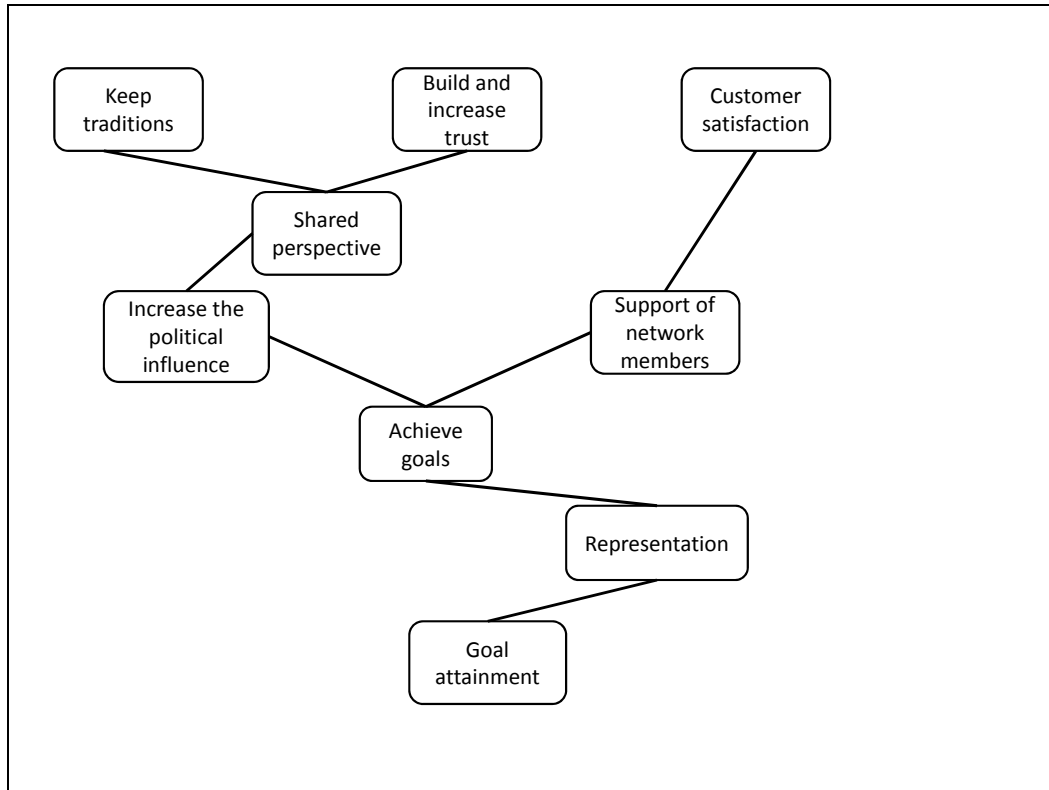 Keep
traditions
Build and
increase
trust
Customer
satisfaction
Shared
perspective
Increase the
political
influence
Support of
network
members
Achieve
goals
Representation
Goal
attainment